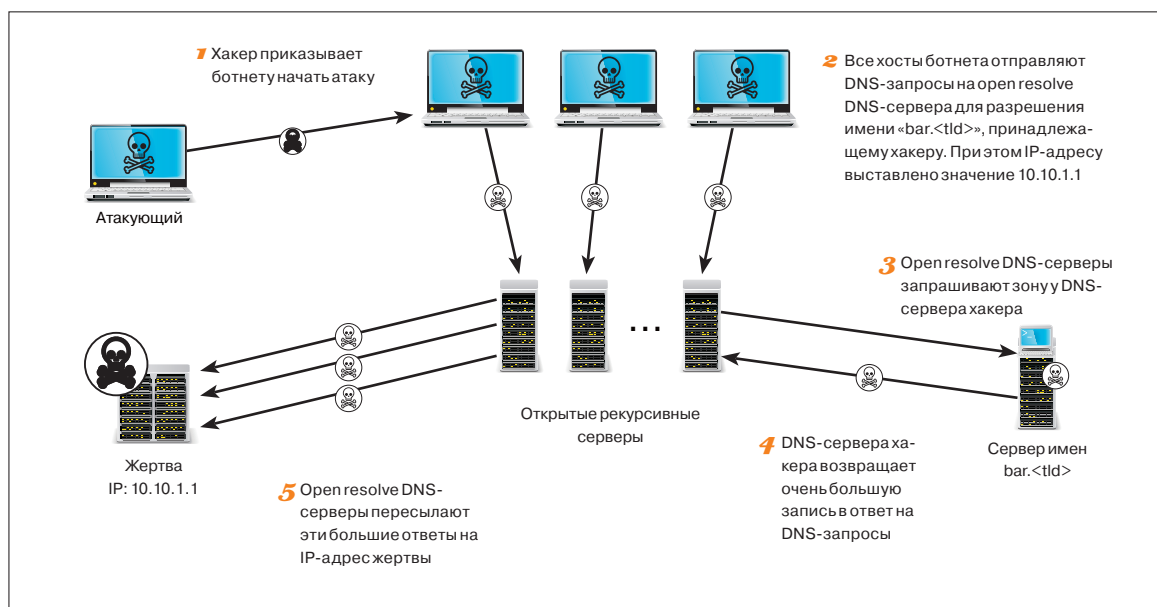 1 Хакер приказывает
ботнету начать атаку
2 Все хосты ботнета отправляют
DNS-запросы на open resolve
DNS-сервера для разрешения
имени «bar.<tld>», принадлежа-
щему хакеру. При этом IP-адресу
выставлено значение 10.10.1.1
Атакующий
3 Open resolve DNS-серверы
запрашивают зону у DNS-
сервера хакера
...
Открытые рекурсивные
серверы
Сервер имен
bar.<tld>
4 DNS-сервера ха-
кера возвращает
очень большую
запись в ответ на
DNS-запросы
Жертва
IP: 10.10.1.1
5 Open resolve DNS-
серверы пересылают
эти большие ответы на
IP-адрес жертвы